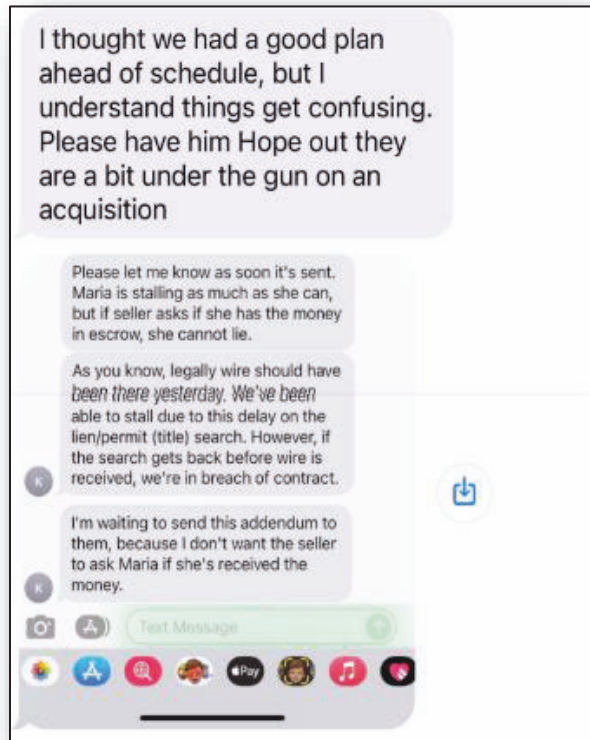 I thought we had a good plan
ahead of schedule, but I
understand things get confusing.
Please have him Hope out they
are a bit under the gun on an
acquisition
Please let me know as soon it's sent.
Maria is stalling as much as she can,
but if seller asks if she has the money
in escrow, she cannot lie.
As you know, legally wire should have
been there yesterday. We've been
able to stall due to this delay on the
lien/permit (title) search. However, if
the search gets back before wire is
received, we're in breach of contract.
K
I'm waiting to send this addendum to
them, because I don't want the seller
to ask Maria if she's received the
money.
K
Text Message
Pay